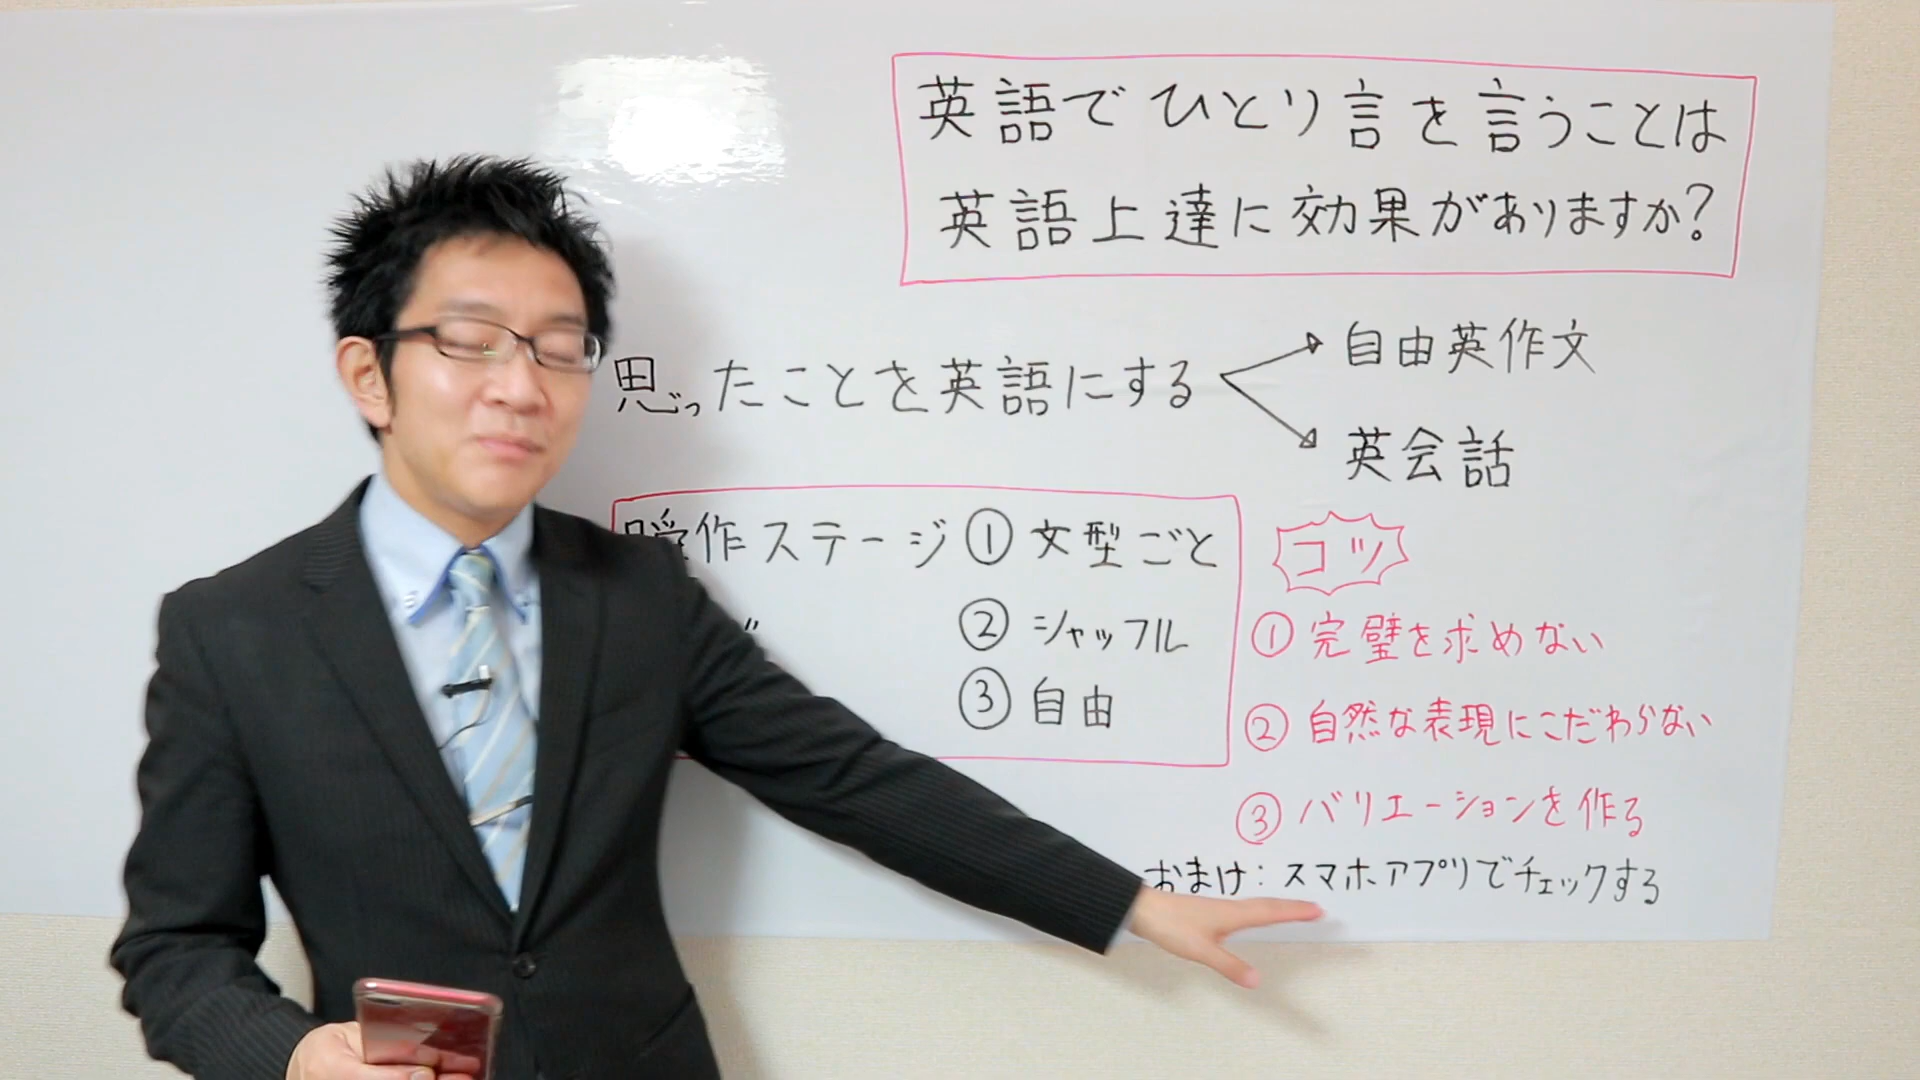 英語でひとり言を言うことは
英語上達に効果がありますか?
思ったことを英語にする
自由英作文
英会話
瞬作ステージ①文型ごと
②シャッフル
③自由
コツ
①完璧を求めない
②自然な表現にこだわらない
③バリエーションを作る
おまけ:スマホアプリでチェックする